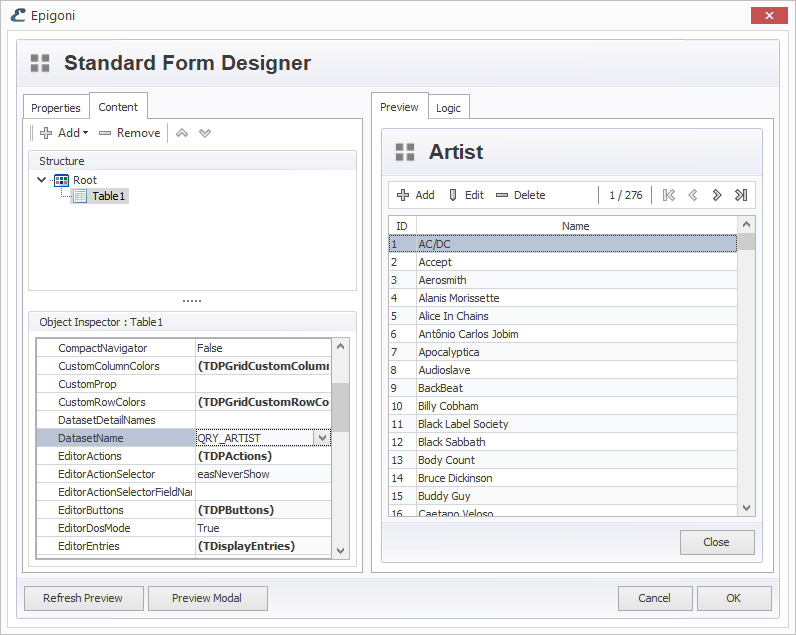 Epigoni
Standard Form Designer
Properties
Content
Add
Remove
Structure
Root
Table1
Object Inspector : Table1
CompactNavigator False
CustomColumnColors (TDPGridCustomColumn
CustomProp
CustomRowColors (TDPGridCustomRowCo
DatasetDetailNames
DatasetName QRY_ARTIST
EditorActions (TDPActions)
EditorActionSelector easNeverShow
EditorActionSelectorFieldNar
EditorButtons (TDPButtons)
EditorDosMode True
EditorEntries (TDisplayEntries)
Preview
Logic
Artist
Add
Edit
Delete
1 / 276
ID Name
1 AC/DC
2 Accept
3 Aerosmith
4 Alanis Morissette
5 Alice In Chains
6 Antônio Carlos Jobim
7 Apocalyptica
8 Audioslave
9 BackBeat
10 Billy Cobham
11 Black Label Society
12 Black Sabbath
13 Body Count
14 Bruce Dickinson
15 Buddy Guy
16 Caetano Veloso
Close
Refresh Preview
Preview Modal
Cancel
OK